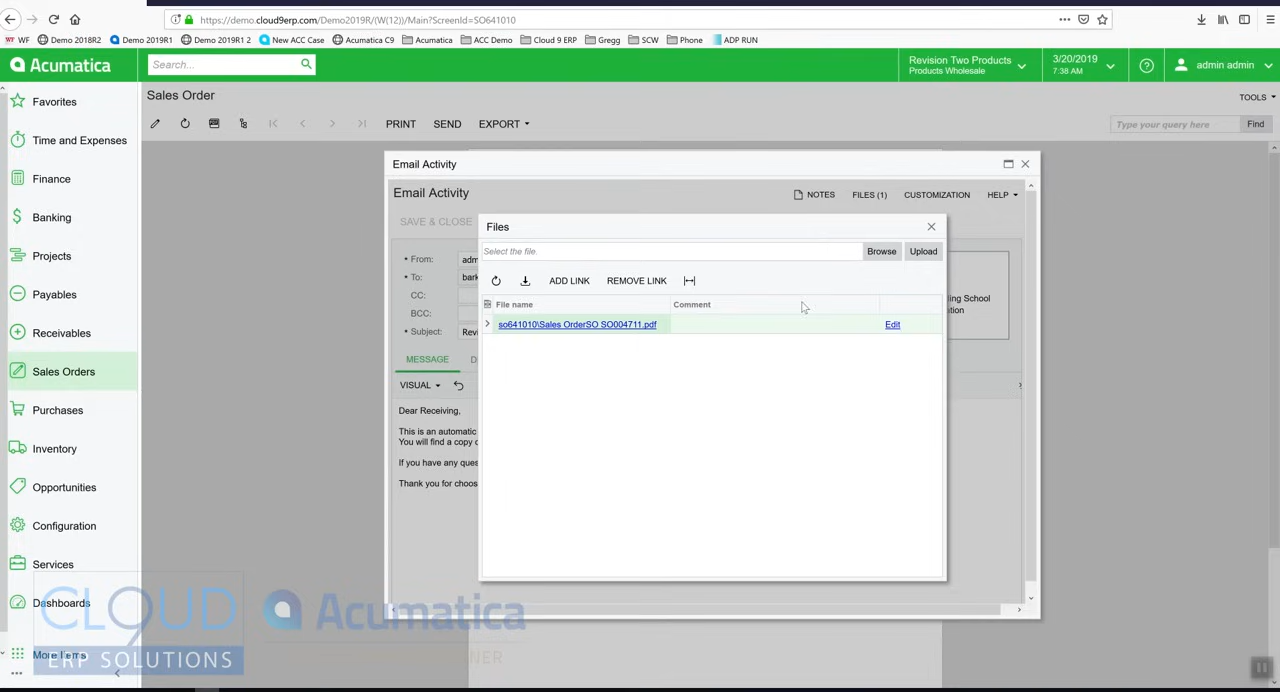 https://demo.cloud9erp.com/Demo2019R/(W(12))/Main?ScreenId=SO641010
WF Demo 2018R2 Demo 2019R1 Demo 2019R1 2 New ACC Case Acumatica C9 Acumatica ACC Demo Cloud 9 ERP Gregg SCW Phone ADP RUN
Acumatica
Search...
Revision Two Products
Products Wholesale
3/20/2019
7:38 AM
admin admin
Favorites
Time and Expenses
Finance
Banking
Projects
Payables
Receivables
Sales Orders
Purchases
Inventory
Opportunities
Configuration
Services
Dashboards
More Items
Sales Order
TOOLS
PRINT SEND EXPORT
Type your query here Find
Email Activity
Email Activity
NOTES FILES (1) CUSTOMIZATION HELP
SAVE & CLOSE
From: adm
To: bark
CC:
BCC:
Subject: Revi
ing School
tion
MESSAGE D
VISUAL
Dear Receiving,
This is an automatic
You will find a copy o
If you have any ques
Thank you for choos
Files
Select the file. Browse Upload
ADD LINK REMOVE LINK
File name Comment
so641010\Sales OrderSO SO004711.pdf Edit
CLOUD
9
ERP SOLUTIONS
Acumatica